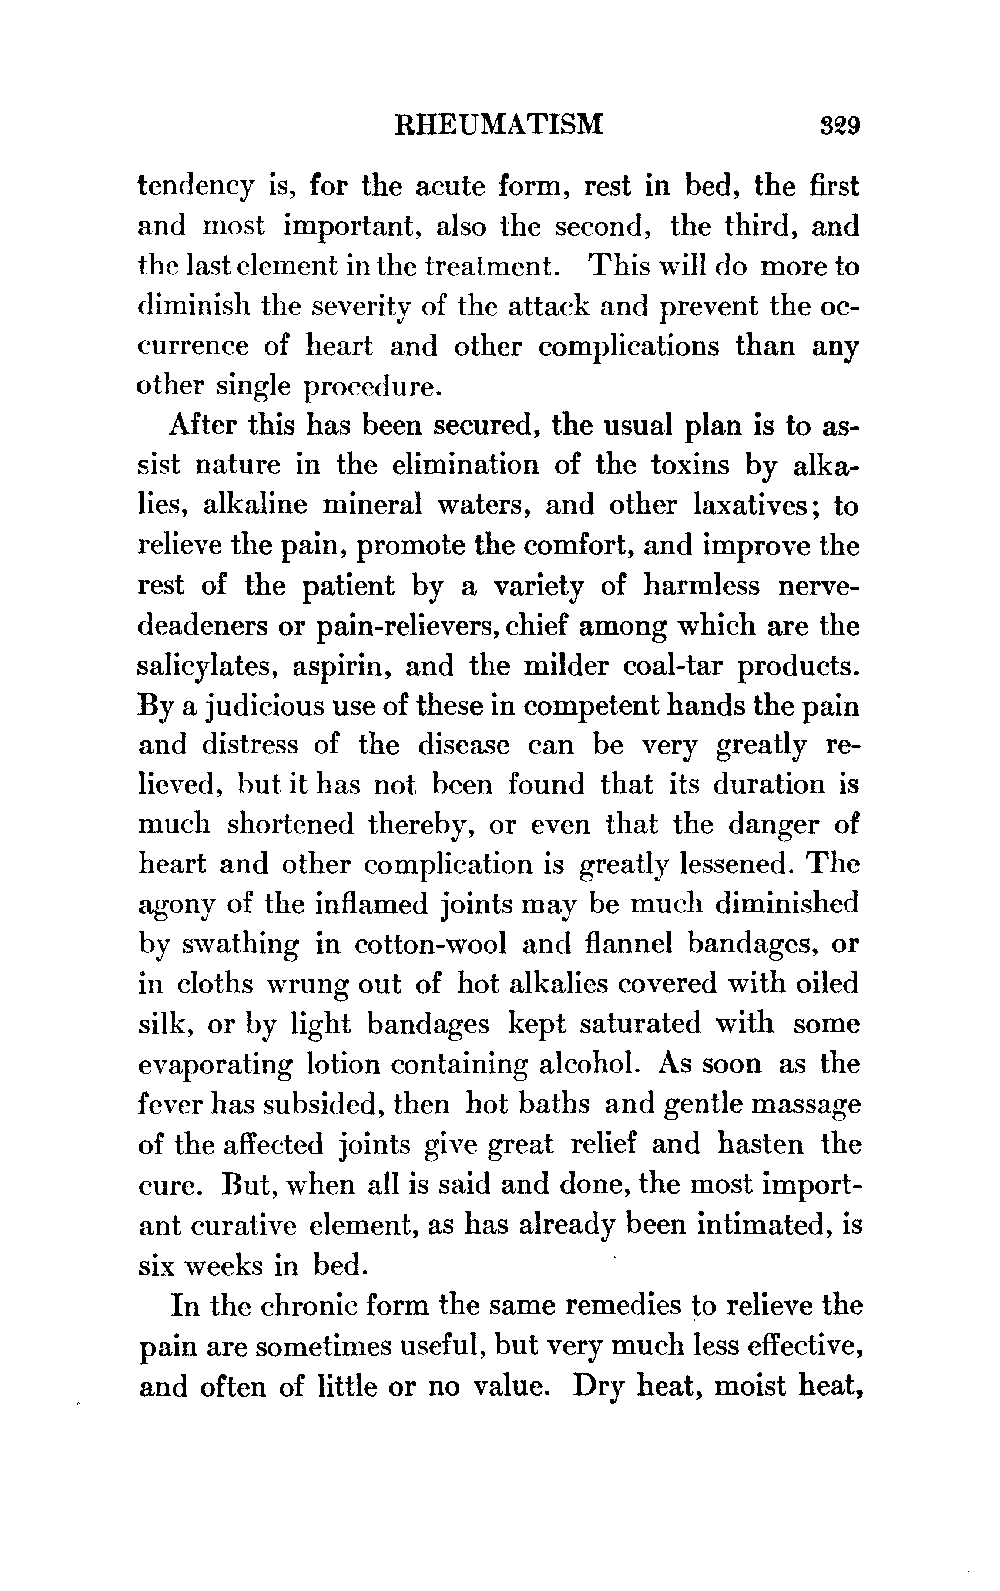 RHEUMATISM 329
tendency is, for the acute form, rest in bed, the first
and most important, also the second, the third, and
the last element in the treatment. This will do more to
diminish the severity of the attack and prevent the oc-
currence of heart and other complications than any
other single procedure.
After this has been secured, the usual plan is to as-
sist nature in the elimination of the toxins by alka-
lies, alkaline mineral waters, and other laxatives; to
relieve the pain, promote the comfort, and improve the
rest of the patient by a variety of harmless nerve-
deadeners or pain-relievers, chief among which are the
salicylates, aspirin, and the milder coal-tar products.
By a judicious use of these in competent hands the pain
and distress of the disease can be very greatly re-
lieved, but it has not been found that its duration is
much shortened thereby, or even that the danger of
heart and other complication is greatly lessened. The
agony of the inflamed joints may be much diminished
by swathing in cotton-wool and flannel bandages, or
in cloths wrung out of hot alkalies covered with oiled
silk, or by light bandages kept saturated with some
evaporating lotion containing alcohol. As soon as the
fever has subsided, then hot baths and gentle massage
of the affected joints give great relief and hasten the
cure. But, when all is said and done, the most import-
ant curative element, as has already been intimated, is
six weeks in bed.
In the chronic form the same remedies to relieve the
pain are sometimes useful, but very much less effective,
and often of little or no value. Dry heat, moist heat,